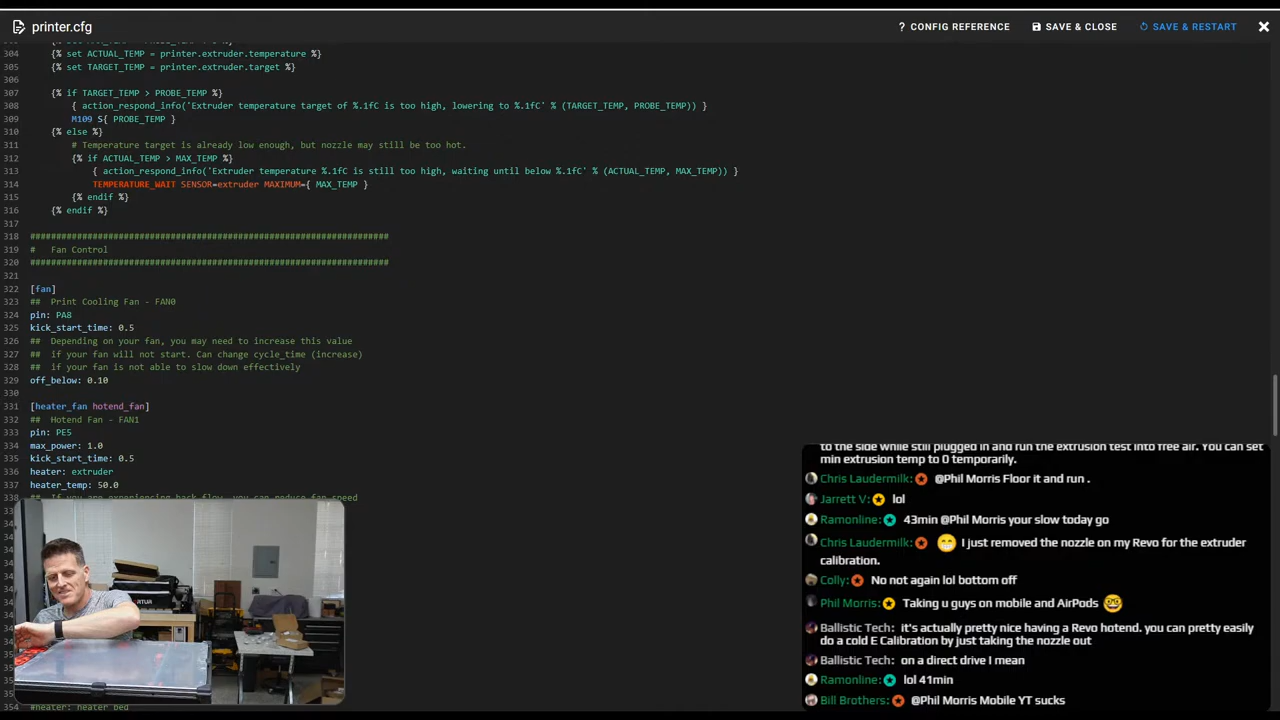 printer.cfg
? CONFIG REFERENCE
SAVE & CLOSE
SAVE & RESTART
304 {% set ACTUAL_TEMP = printer.extruder.temperature %}
305 {% set TARGET_TEMP = printer.extruder.target %}
306
307 {% if TARGET_TEMP > PROBE_TEMP %}
308 { action_respond_info('Extruder temperature target of %.1fC is too high, lowering to %.1fC' % (TARGET_TEMP, PROBE_TEMP)) }
309 M109 S{ PROBE_TEMP }
310 {% else %}
311 # Temperature target is already low enough, but nozzle may still be too hot.
312 {% if ACTUAL_TEMP > MAX_TEMP %}
313 { action_respond_info('Extruder temperature %.1fC is still too high, waiting until below %.1fC' % (ACTUAL_TEMP, MAX_TEMP)) }
314 TEMPERATURE_WAIT SENSOR=extruder MAXIMUM={ MAX_TEMP }
315 {% endif %}
316 {% endif %}
317
318 #####################################################################
319 # Fan Control
320 #####################################################################
321
322 [fan]
323 ## Print Cooling Fan - FAN0
324 pin: PA8
325 kick_start_time: 0.5
326 ## Depending on your fan, you may need to increase this value
327 ## if your fan will not start. Can change cycle_time (increase)
328 ## if your fan is not able to slow down effectively
329 off_below: 0.10
330
331 [heater_fan hotend_fan]
332 ## Hotend Fan - FAN1
333 pin: PE5
334 max_power: 1.0
335 kick_start_time: 0.5
336 heater: extruder
337 heater_temp: 50.0
338 ## If you are experiencing back flow, you can reduce fan_speed
354 #heater: heater_bed
to the side while still plugged in and run the extrusion test into free air. You can set
min extrusion temp to 0 temporarily.
Chris Laudermilk: @Phil Morris Floor it and run .
Jarrett V: lol
Ramonline: 43min @Phil Morris your slow today go
Chris Laudermilk: 😁 I just removed the nozzle on my Revo for the extruder
calibration.
Colly: No not again lol bottom off
Phil Morris: Taking u guys on mobile and AirPods 🤓
Ballistic Tech: it's actually pretty nice having a Revo hotend. you can pretty easily
do a cold E Calibration by just taking the nozzle out
Ballistic Tech: on a direct drive I mean
Ramonline: lol 41min
Bill Brothers: @Phil Morris Mobile YT sucks